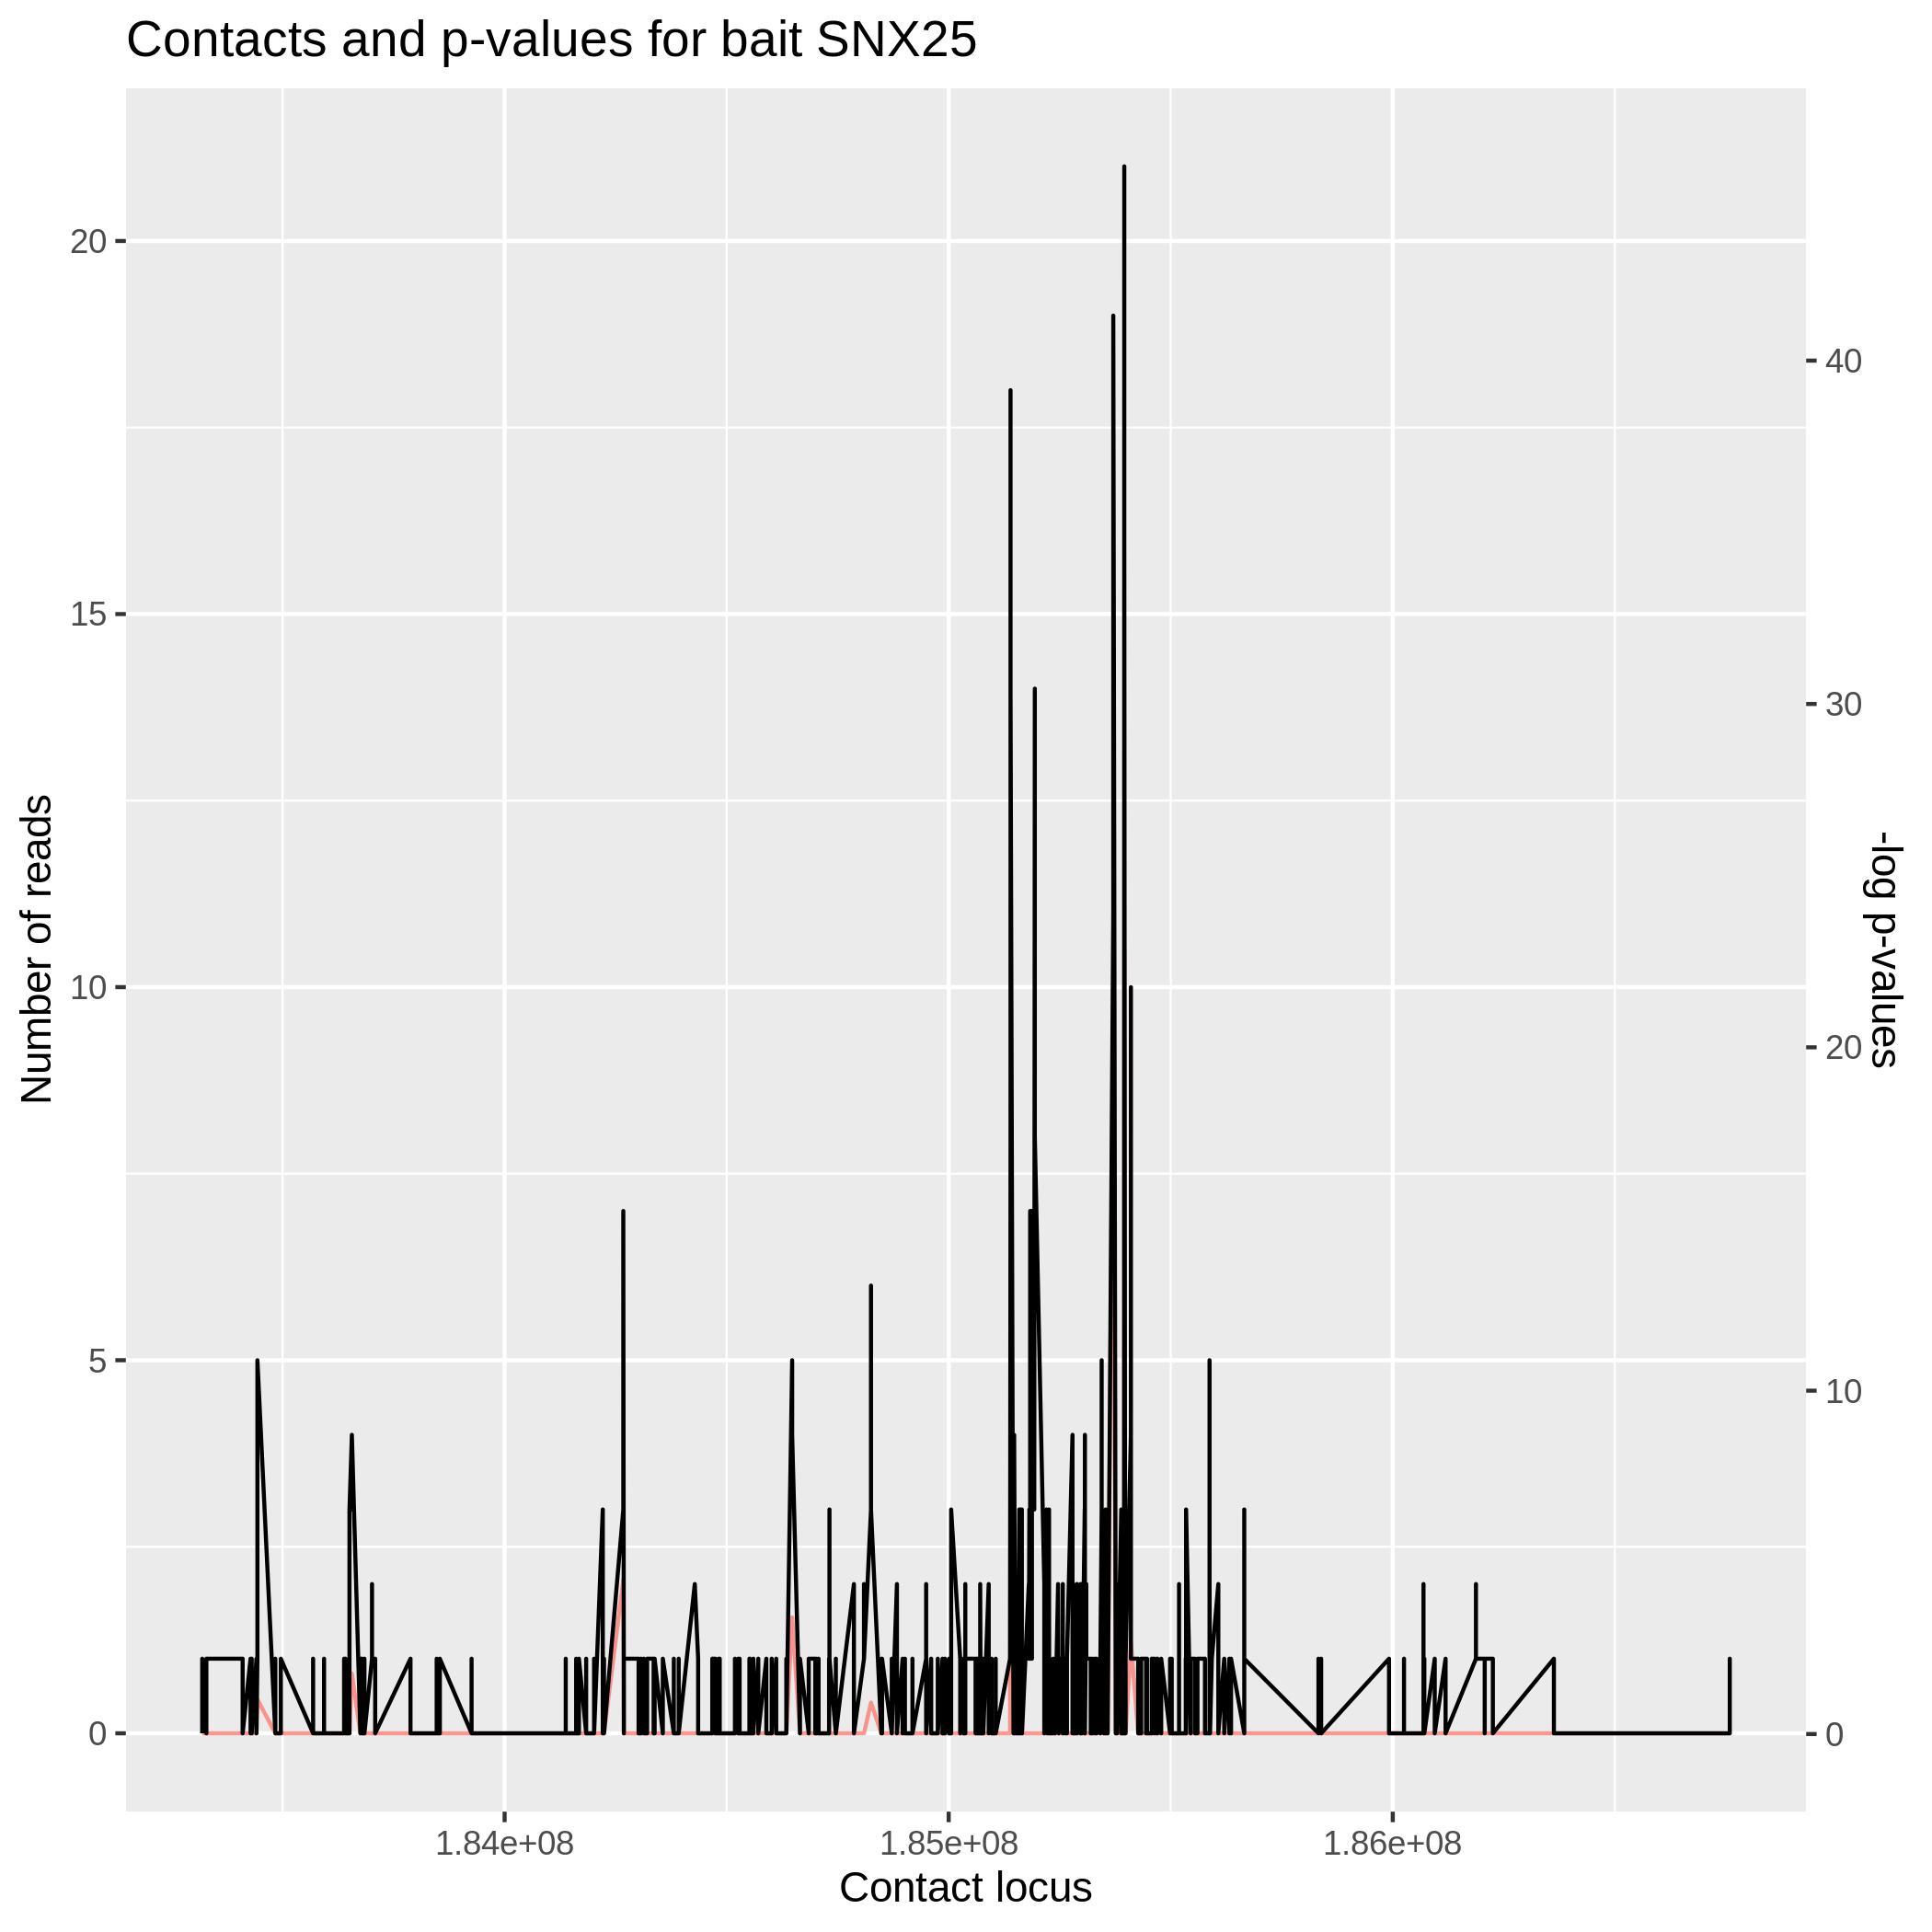 Contacts and p-values for bait SNX25
Number of reads
20
15
10
5
0
40
30
20
10
0
-log p-values
1.84e+08
1.85e+08
1.86e+08
Contact locus